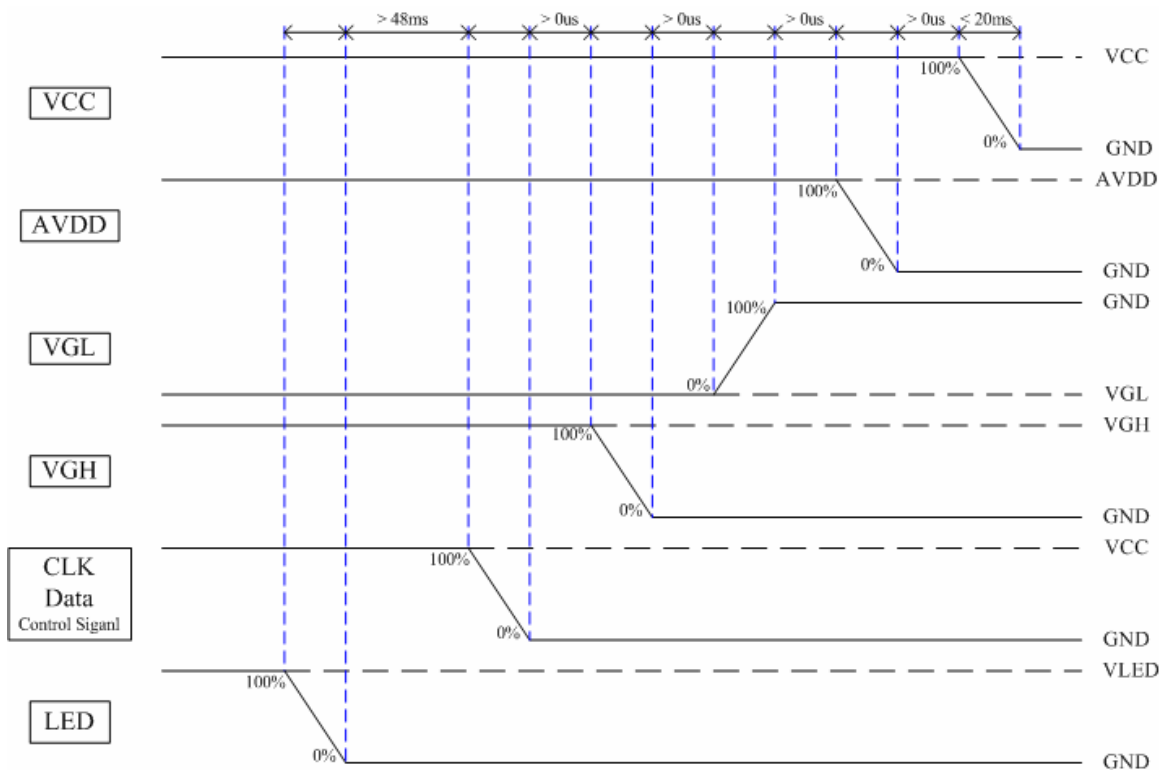 > 48ms > 0us > 0us > 0us > 0us < 20ms
VCC
100%
VCC
0%
GND
AVDD
100%
AVDD
0%
GND
VGL
100%
GND
0%
VGL
VGH
100%
VGH
0%
GND
CLK
Data
Control Siganl
100%
VCC
0%
GND
LED
100%
VLED
0%
GND